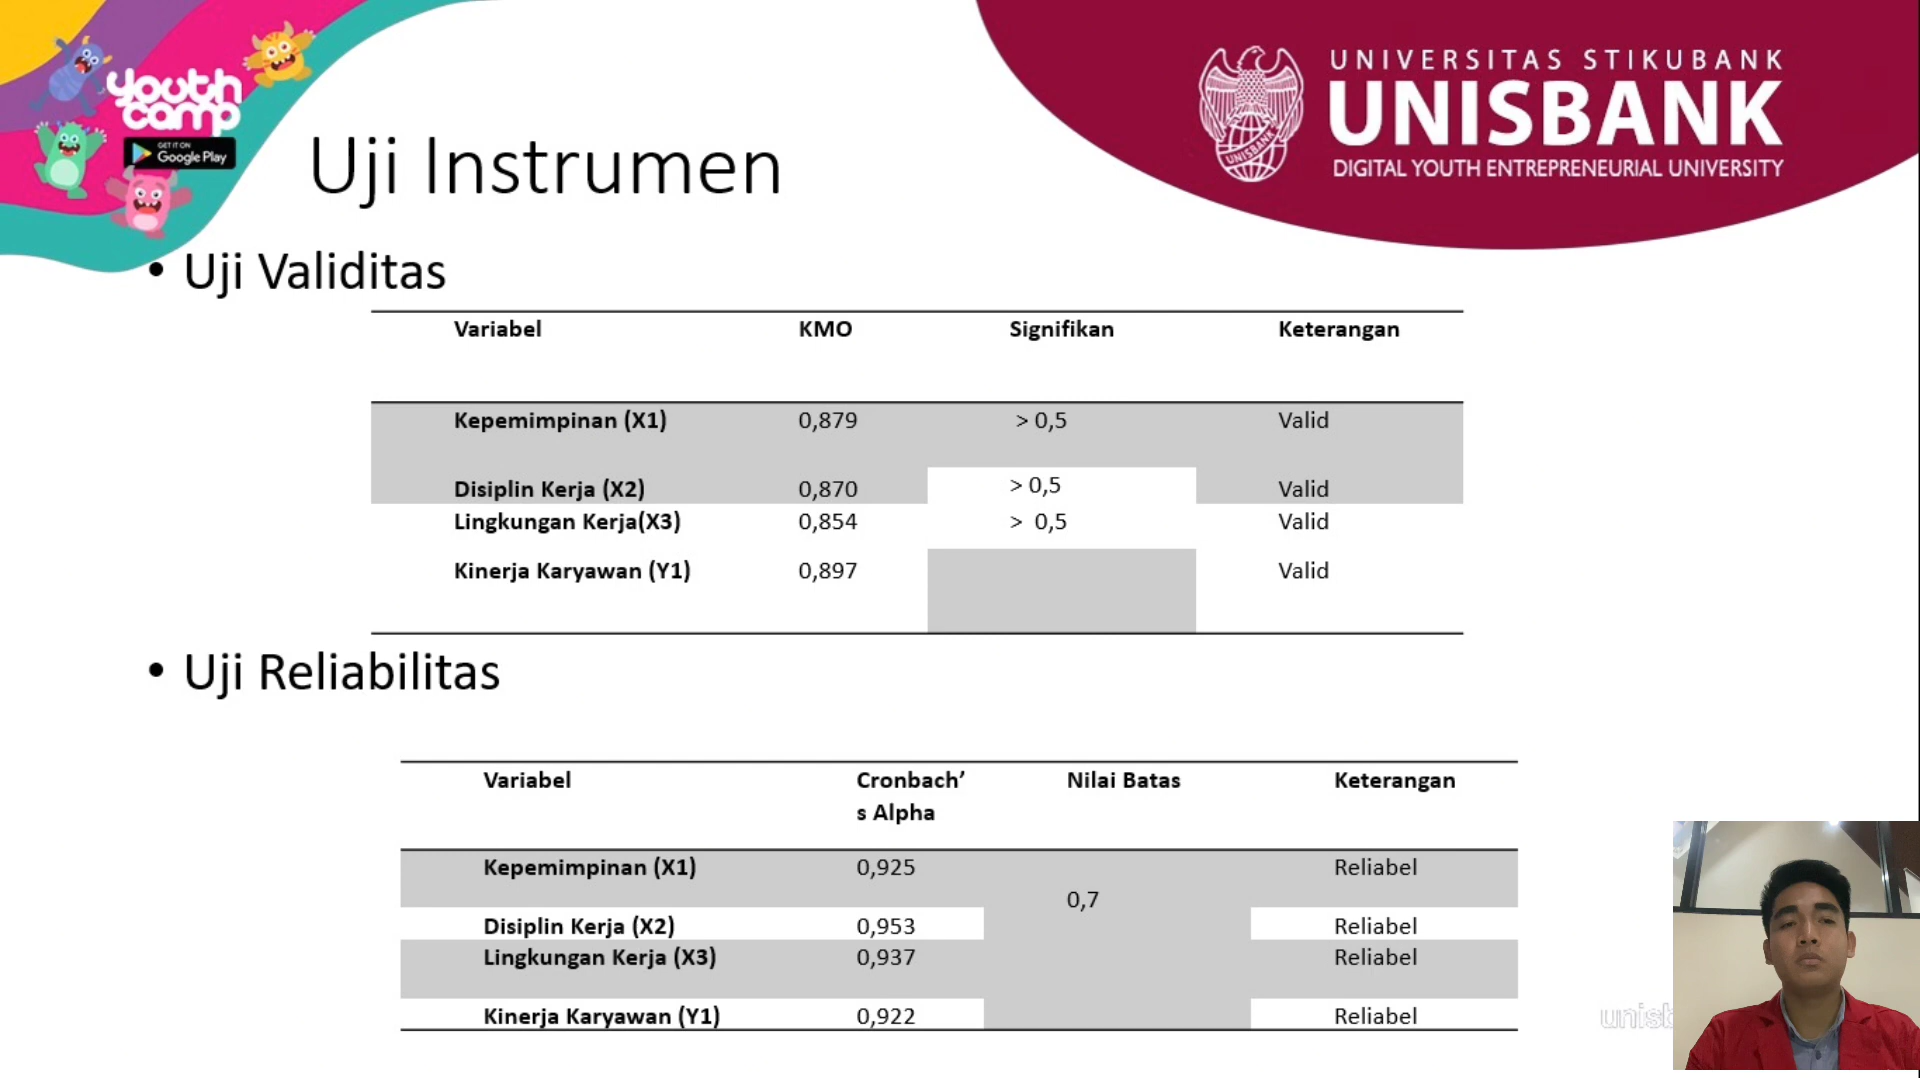 youth
camp
GET IT ON
Google Play
UNIVERSITAS STIKUBANK
UNISBANK
DIGITAL YOUTH ENTREPRENEURIAL UNIVERSITY
UNISBANK
Uji Instrumen
• Uji Validitas
Variabel KMO Signifikan Keterangan
Kepemimpinan (X1) 0,879 > 0,5 Valid
Disiplin Kerja (X2) 0,870 > 0,5 Valid
Lingkungan Kerja(X3) 0,854 > 0,5 Valid
Kinerja Karyawan (Y1) 0,897 Valid
• Uji Reliabilitas
Variabel Cronbach’ Nilai Batas Keterangan
s Alpha
Kepemimpinan (X1) 0,925 Reliabel
0,7
Disiplin Kerja (X2) 0,953 Reliabel
Lingkungan Kerja (X3) 0,937 Reliabel
Kinerja Karyawan (Y1) 0,922 Reliabel